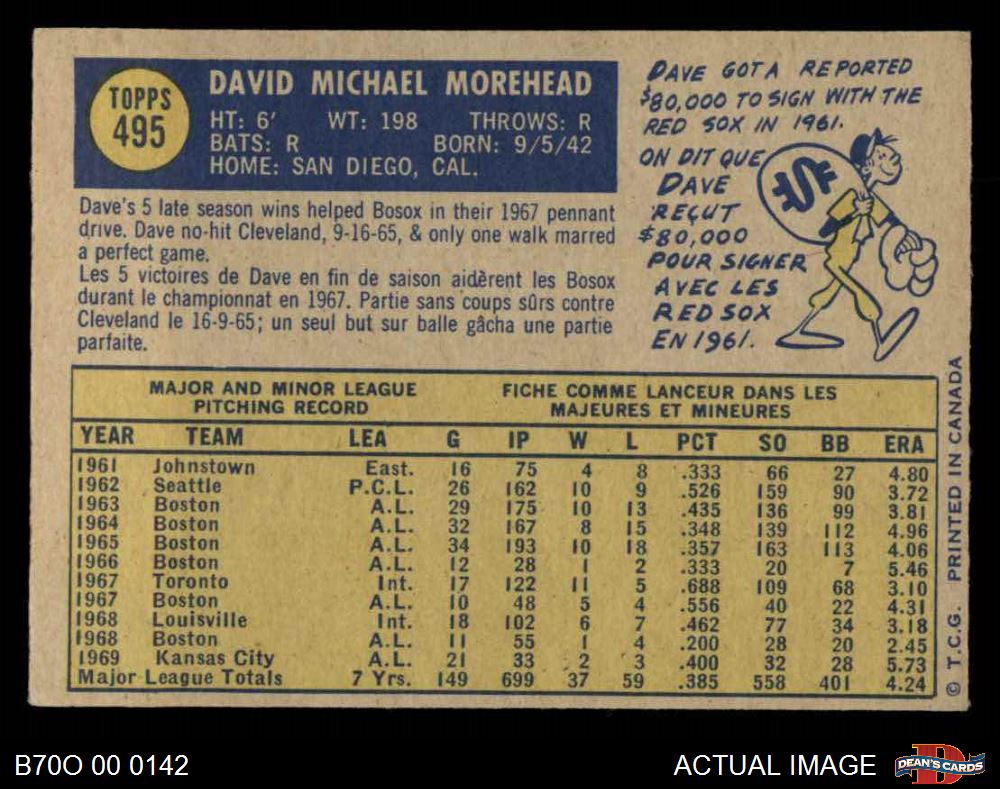 TOPPS
495
DAVID MICHAEL MOREHEAD
HT: 6' WT: 198 THROWS: R
BATS: R BORN: 9/5/42
HOME: SAN DIEGO, CAL.
Dave's 5 late season wins helped Bosox in their 1967 pennant
drive. Dave no-hit Cleveland, 9-16-65, & only one walk marred
a perfect game.
Les 5 victoires de Dave en fin de saison aidèrent les Bosox
durant le championnat en 1967. Partie sans coups sûrs contre
Cleveland le 16-9-65; un seul but sur balle gâcha une partie
parfaite.
DAVE GOT A REPORTED
$80,000 TO SIGN WITH THE
RED SOX IN 1961.
ON DIT QUE
DAVE
REÇUT
$80,000
POUR SIGNER
AVEC LES
RED SOX
EN 1961.
$
MAJOR AND MINOR LEAGUE
PITCHING RECORD
FICHE COMME LANCEUR DANS LES
MAJEURES ET MINEURES
YEAR TEAM LEA G IP W L PCT SO BB ERA
1961 Johnstown East. 16 75 4 8 .333 66 27 4.80
1962 Seattle P.C.L. 26 162 10 9 .526 159 90 3.72
1963 Boston A.L. 29 175 10 13 .435 136 99 3.81
1964 Boston A.L. 32 167 8 15 .348 139 112 4.96
1965 Boston A.L. 34 193 10 18 .357 163 113 4.06
1966 Boston A.L. 12 28 1 2 .333 20 7 5.46
1967 Toronto Int. 17 122 11 5 .688 109 68 3.10
1967 Boston A.L. 10 48 5 4 .556 40 22 4.31
1968 Louisville Int. 18 102 6 7 .462 77 34 3.18
1968 Boston A.L. 11 55 1 4 .200 28 20 2.45
1969 Kansas City A.L. 21 33 2 3 .400 32 28 5.73
Major League Totals 7 Yrs. 149 699 37 59 .385 558 401 4.24
© T.C.G. PRINTED IN CANADA
B70O 00 0142
ACTUAL IMAGE
DEAN'S CARDS